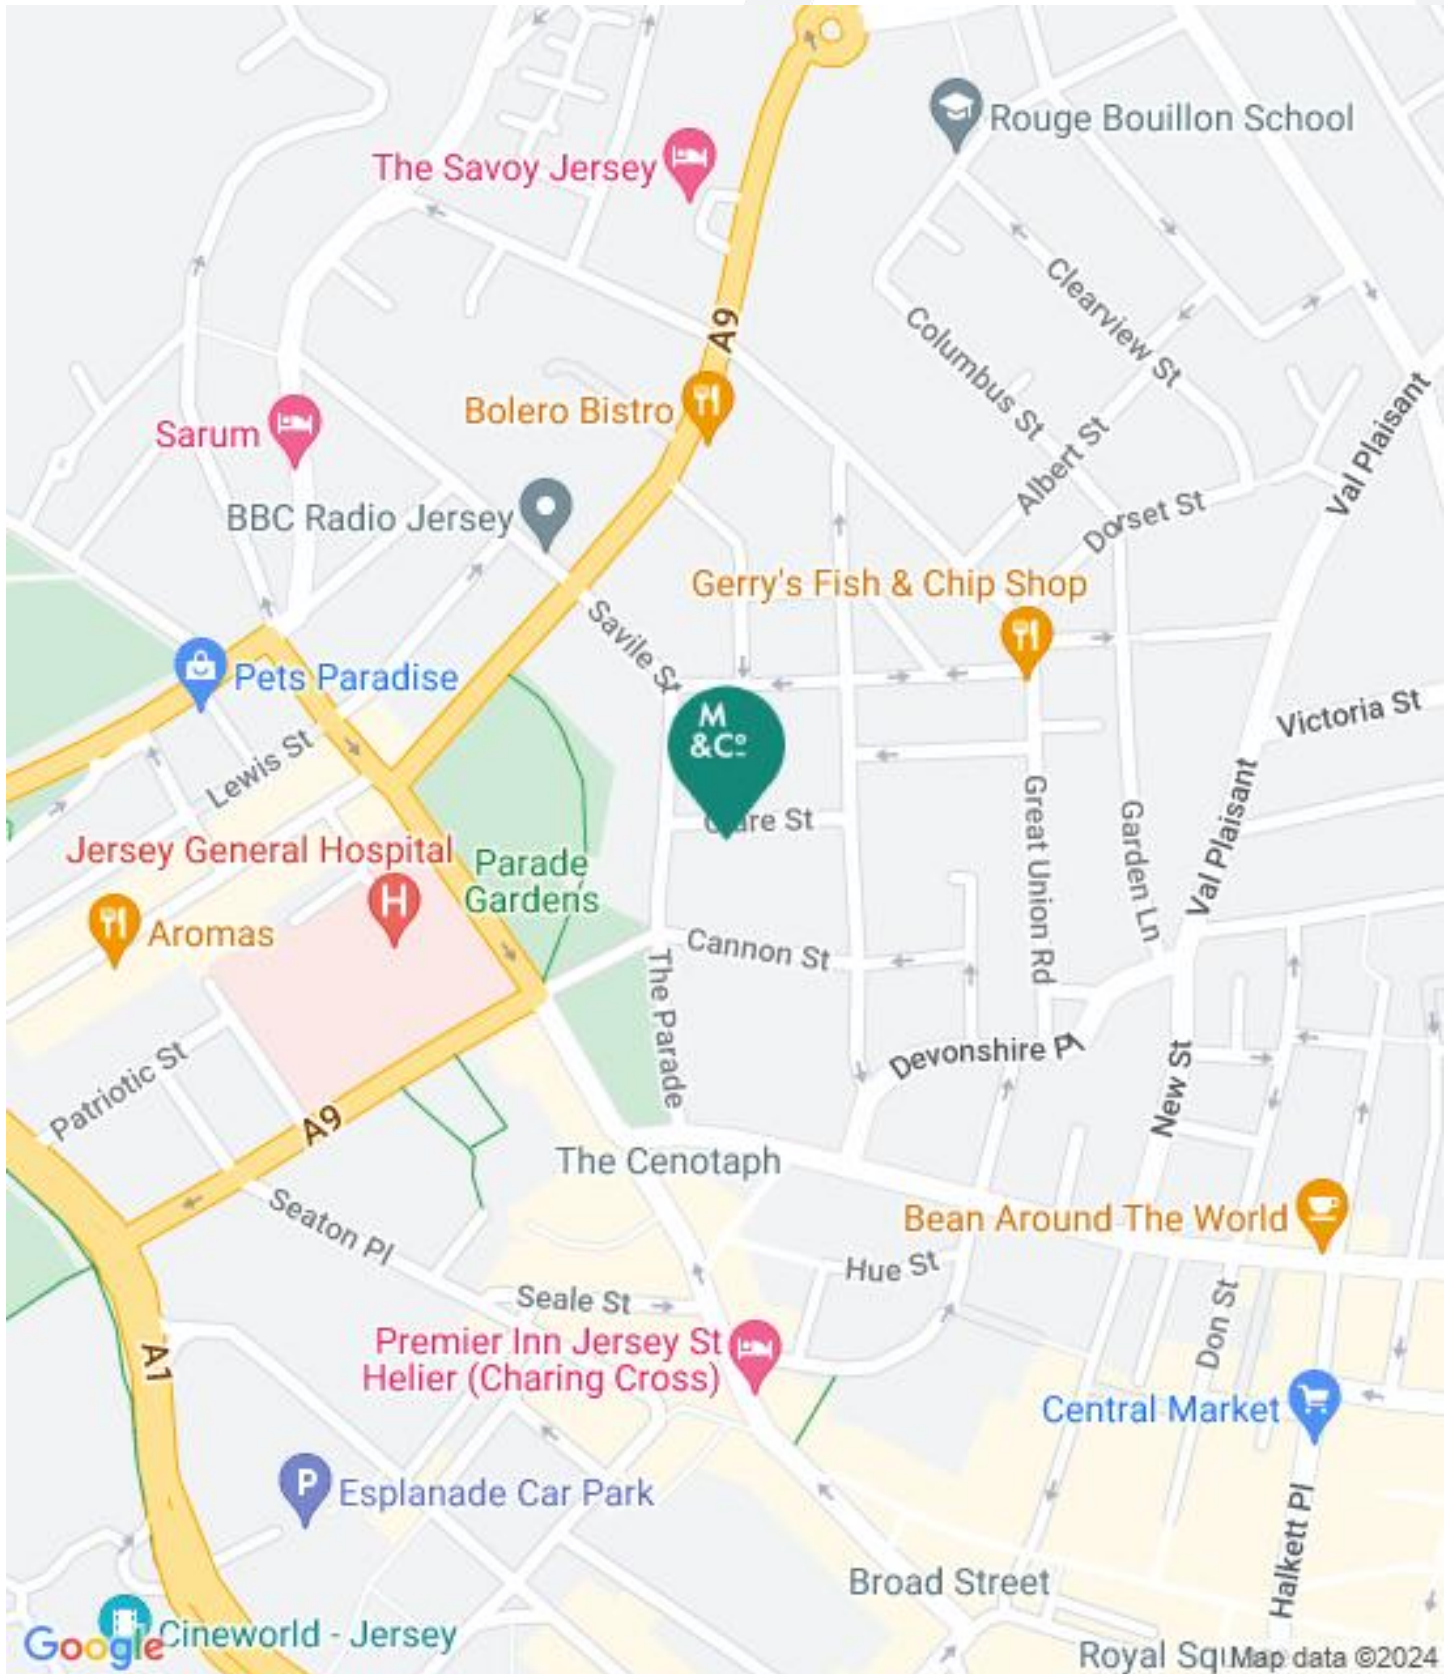 Rouge Bouillon School
The Savoy Jersey
Clearview St
A9
Columbus St
Val Plaisant
Bolero Bistro
Sarum
Albert St
BBC Radio Jersey
Dorset St
Gerry's Fish & Chip Shop
Savile St
Pets Paradise
M
&Cº
Victoria St
Lewis St
Great Union Rd
Garden Ln
Val Plaisant
Jersey General Hospital
H
Parade
Gardens
Aromas
Cannon St
The Parade
Patriotic St
Devonshire Pl
New St
A9
The Cenotaph
Seaton Pl
Bean Around The World
Hue St
Seale St
Don St
A1
Premier Inn Jersey St
Helier (Charing Cross)
Central Market
P
Esplanade Car Park
Halkett Pl
Broad Street
Cineworld - Jersey
Google
Royal Sq
Map data ©2024